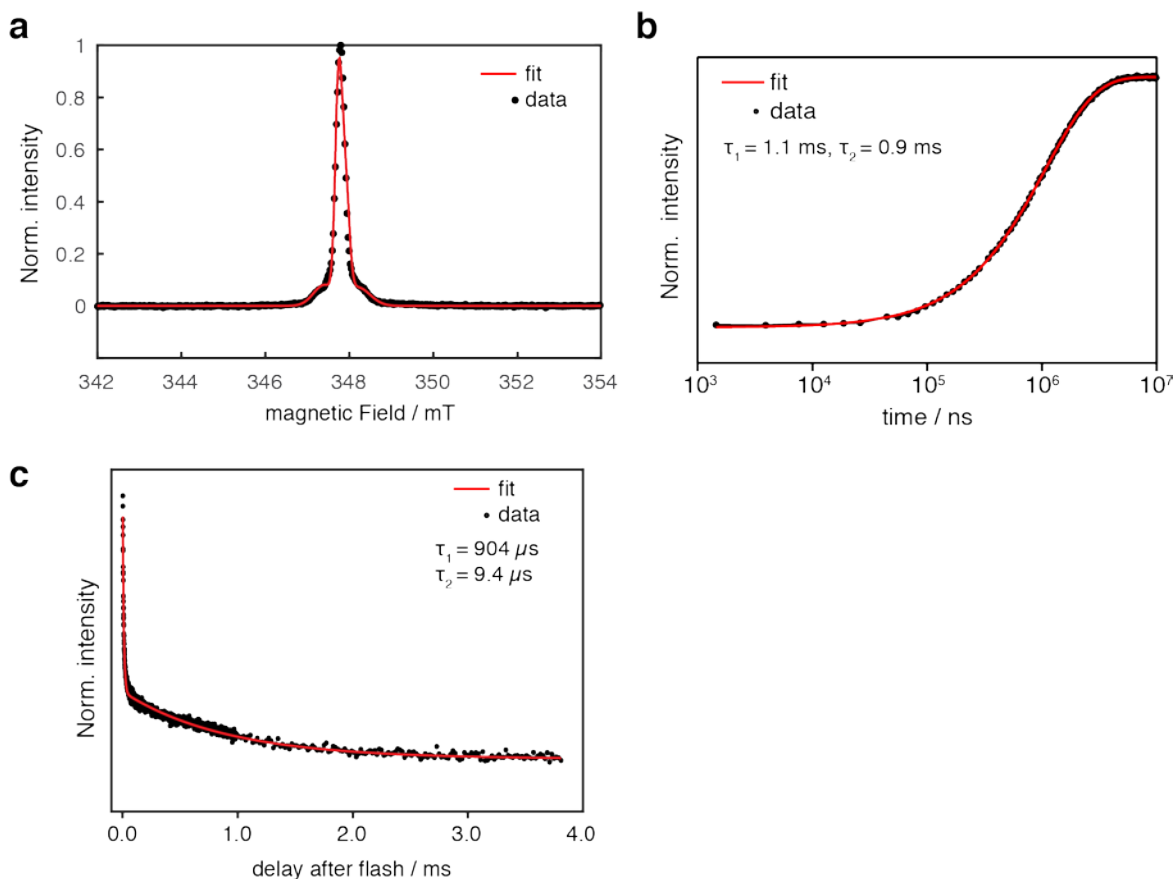 a
1
0.8
0.6
0.4
0.2
0
Norm. intensity
fit
data
342 344 346 348 350 352 354
magnetic Field / mT
b
fit
data
τ₁ = 1.1 ms, τ₂ = 0.9 ms
Norm. intensity
10³ 10⁴ 10⁵ 10⁶ 10⁷
time / ns
c
fit
data
τ₁ = 904 µs
τ₂ = 9.4 µs
Norm. intensity
0.0 1.0 2.0 3.0 4.0
delay after flash / ms